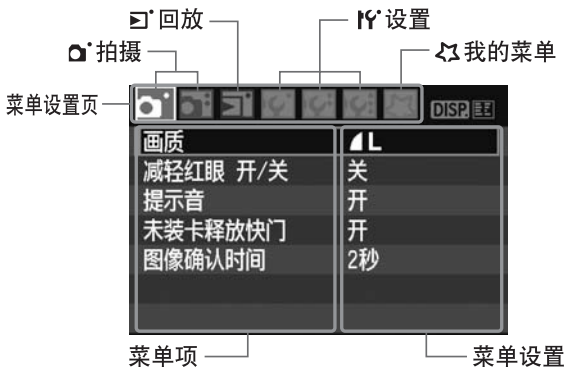 回放
设置
拍摄
我的菜单
菜单设置页
DISP.
画质 L
减轻红眼 开/关 关
提示音 开
未装卡释放快门 开
图像确认时间 2秒
菜单项
菜单设置